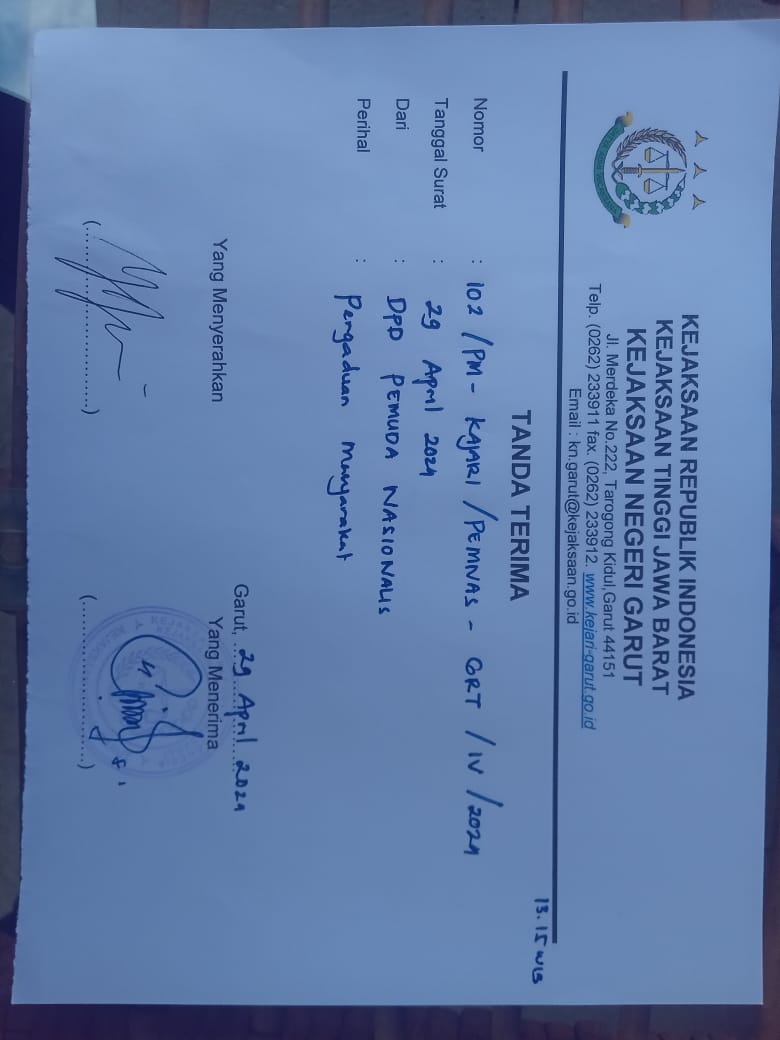 KEJAKSAAN REPUBLIK INDONESIA
KEJAKSAAN TINGGI JAWA BARAT
KEJAKSAAN NEGERI GARUT
Jl. Merdeka No.222, Tarogong Kidul,Garut 44151
Telp. (0262) 233911 fax. (0262) 233912. www.kejari-garut.go.id
Email : kn.garut@kejaksaan.go.id
13.15 WIB
TANDA TERIMA
Nomor : 102 / PM - KAJARI / PEMNAS - GRT / IV / 2024
Tanggal Surat : 29 April 2024
Dari : DPD PEMUDA NASIONALIS
Perihal : Pengaduan Masyarakat
Garut, 29 April 2024
Yang Menyerahkan Yang Menerima
(........................) (........................)